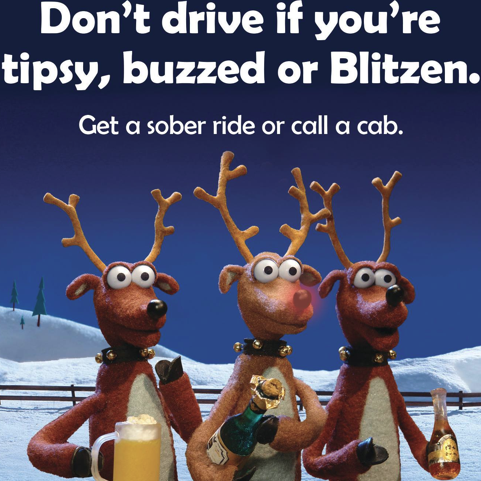 Don't drive if you're
tipsy, buzzed or Blitzen.
Get a sober ride or call a cab.